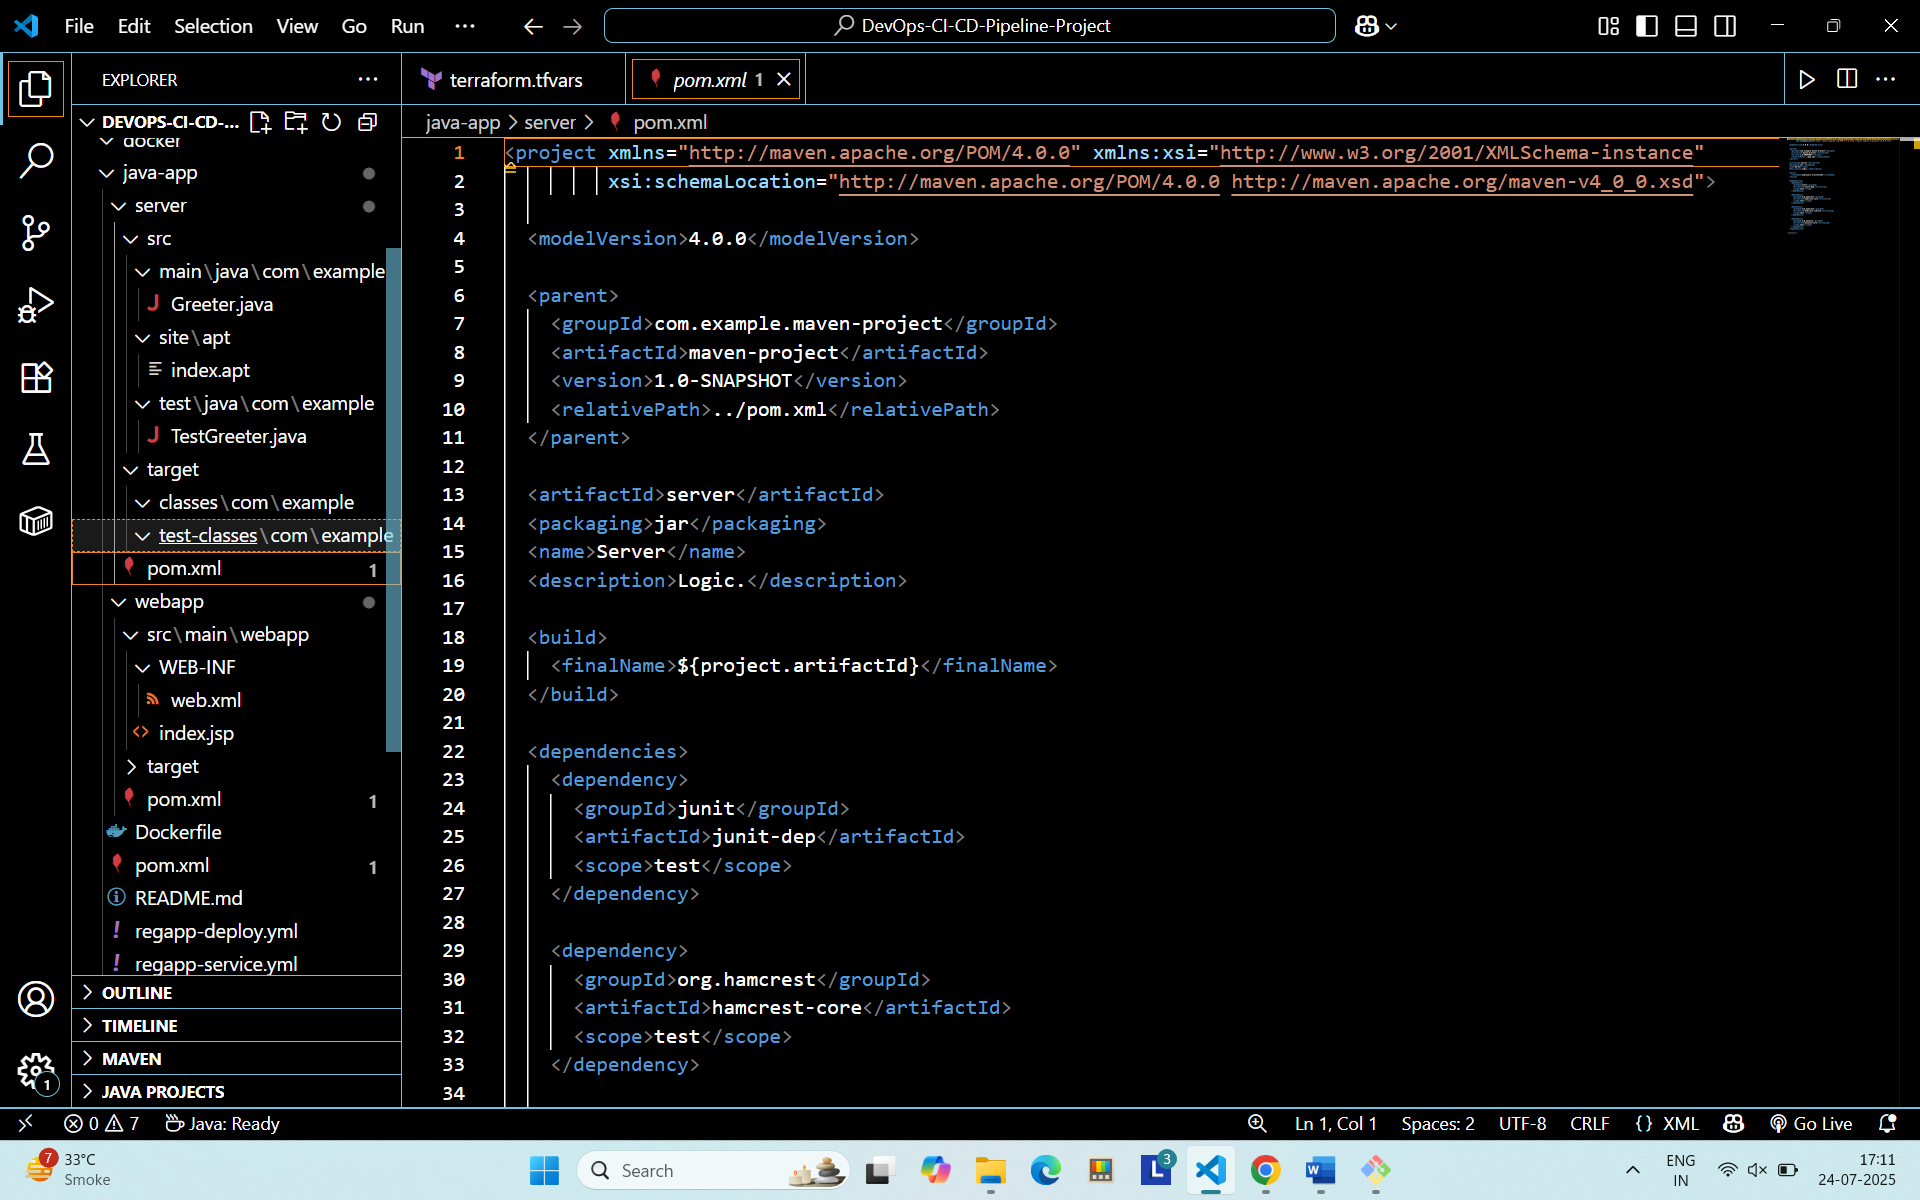 File Edit Selection View Go Run ··· DevOps-CI-CD-Pipeline-Project
EXPLORER ···
DEVOPS-CI-CD-...
docker
java-app
server
src
main\java\com\example
Greeter.java
site\apt
index.apt
test\java\com\example
TestGreeter.java
target
classes\com\example
test-classes\com\example
pom.xml 1
webapp
src\main\webapp
WEB-INF
web.xml
index.jsp
target
pom.xml 1
Dockerfile
pom.xml 1
README.md
regapp-deploy.yml
regapp-service.yml
OUTLINE
TIMELINE
MAVEN
JAVA PROJECTS
1
terraform.tfvars pom.xml 1
java-app > server > pom.xml
1 <project xmlns="http://maven.apache.org/POM/4.0.0" xmlns:xsi="http://www.w3.org/2001/XMLSchema-instance"
2 xsi:schemaLocation="http://maven.apache.org/POM/4.0.0 http://maven.apache.org/maven-v4_0_0.xsd">
3
4 <modelVersion>4.0.0</modelVersion>
5
6 <parent>
7 <groupId>com.example.maven-project</groupId>
8 <artifactId>maven-project</artifactId>
9 <version>1.0-SNAPSHOT</version>
10 <relativePath>../pom.xml</relativePath>
11 </parent>
12
13 <artifactId>server</artifactId>
14 <packaging>jar</packaging>
15 <name>Server</name>
16 <description>Logic.</description>
17
18 <build>
19 <finalName>${project.artifactId}</finalName>
20 </build>
21
22 <dependencies>
23 <dependency>
24 <groupId>junit</groupId>
25 <artifactId>junit-dep</artifactId>
26 <scope>test</scope>
27 </dependency>
28
29 <dependency>
30 <groupId>org.hamcrest</groupId>
31 <artifactId>hamcrest-core</artifactId>
32 <scope>test</scope>
33 </dependency>
34
0 7 Java: Ready Ln 1, Col 1 Spaces: 2 UTF-8 CRLF {} XML Go Live
7 33°C
Smoke
Search
L 3
W
ENG
IN
17:11
24-07-2025